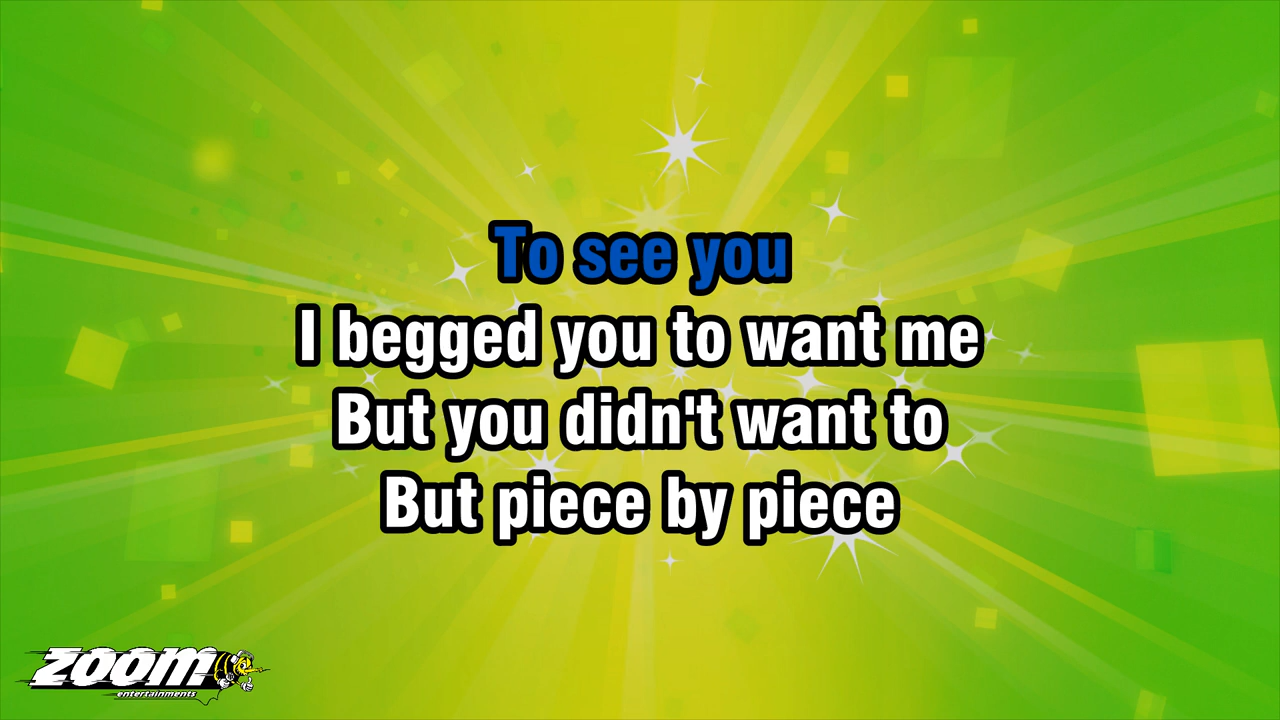 To see you
I begged you to want me
But you didn't want to
But piece by piece
zoom
entertainments